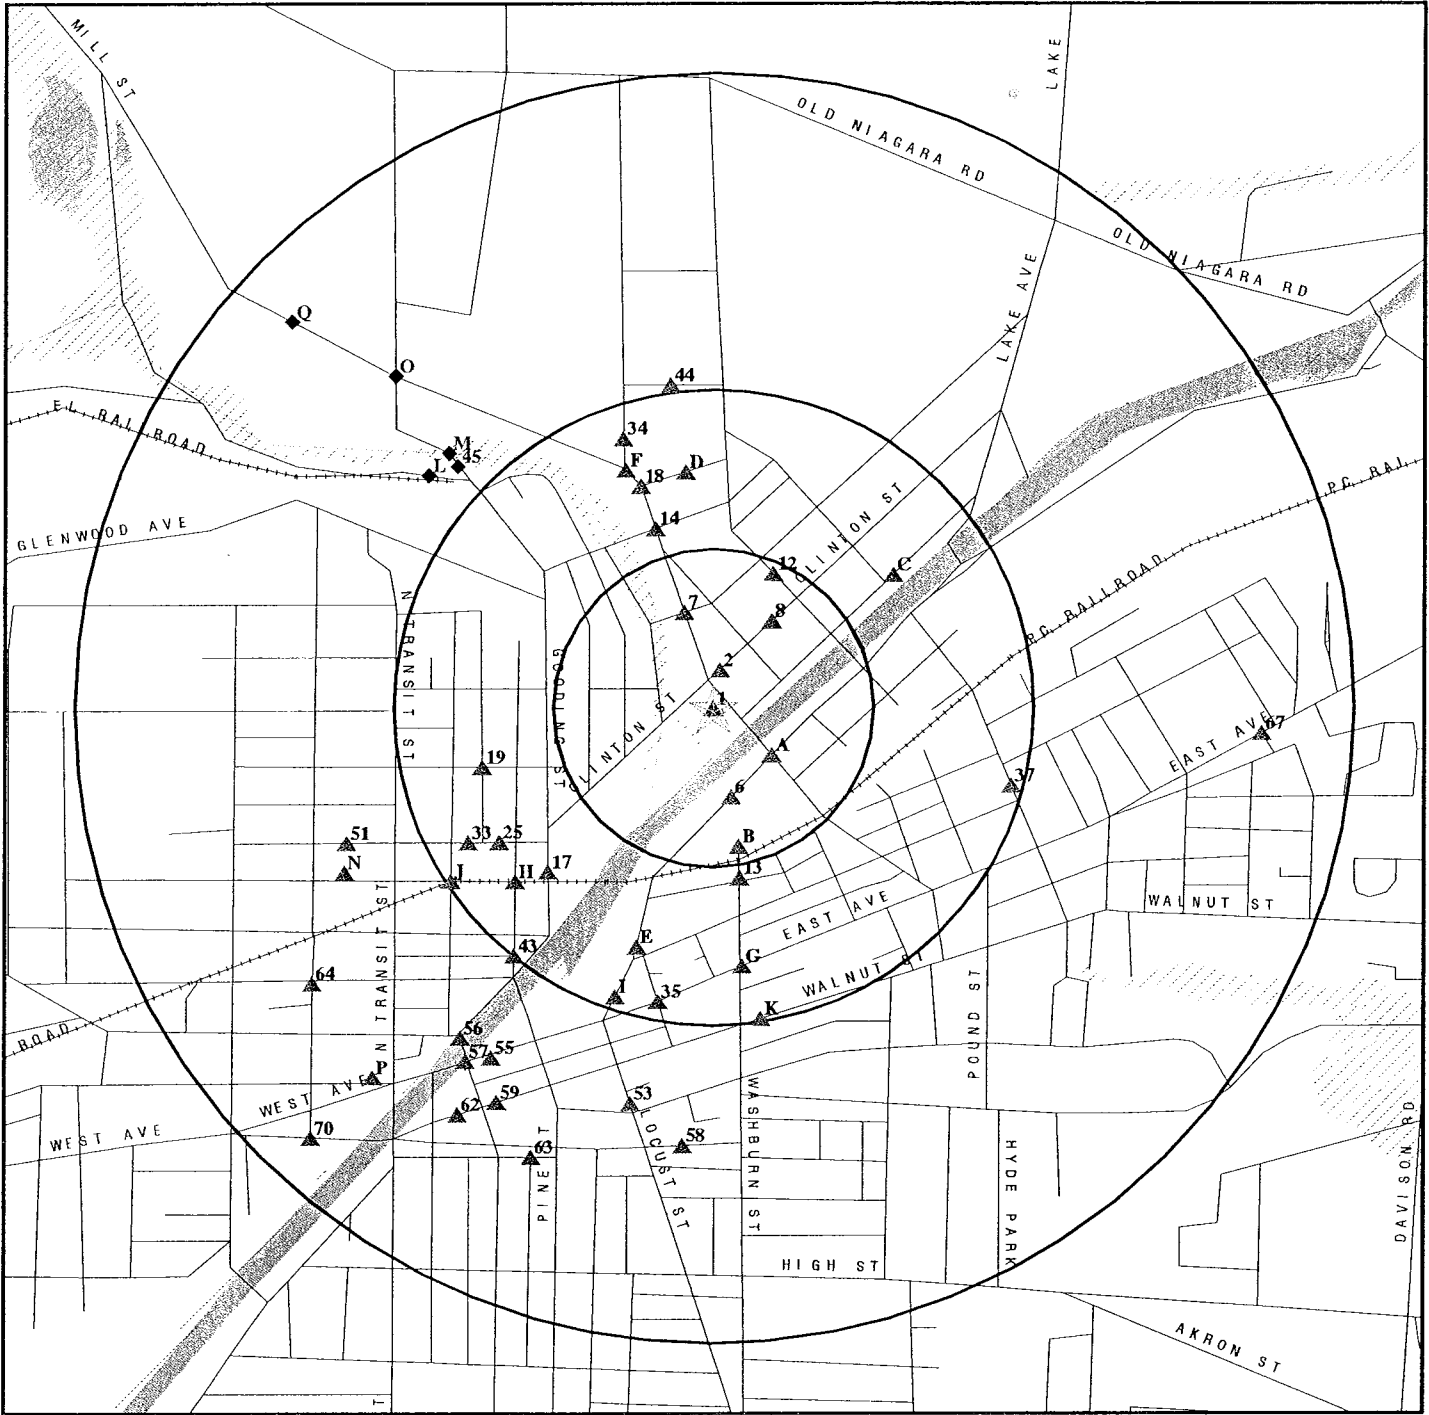 MILL ST
LAKE
OLD NIAGARA RD
OLD NIAGARA RD
LAKE AVE
Q
O
44
EL RAILROAD
34
M
45
L
F
D
18
PC RAI
CLINTON ST
GLENWOOD AVE
14
12
C
PC RAILROAD
N TRANSIT ST
7
8
GOODING ST
2
CLINTON ST
1
A
EAST AVE
67
19
6
37
51
33
25
B
N
J
H
17
13
WALNUT ST
EAST AVE
N TRANSIT ST
43
E
G
WALNUT ST
64
I
35
K
POUND ST
ROAD
56
57
55
P
WEST AVE
59
53
62
WASHBURN ST
LOCUST ST
WEST AVE
70
58
63
PINE ST
HYDE PARK
DAVISON RD
HIGH ST
AKRON ST
T